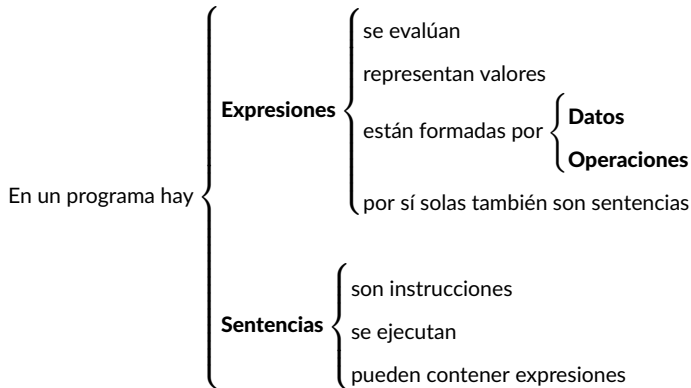 En un programa hay
Expresiones
se evalúan
representan valores
están formadas por
Datos
Operaciones
por sí solas también son sentencias
Sentencias
son instrucciones
se ejecutan
pueden contener expresiones